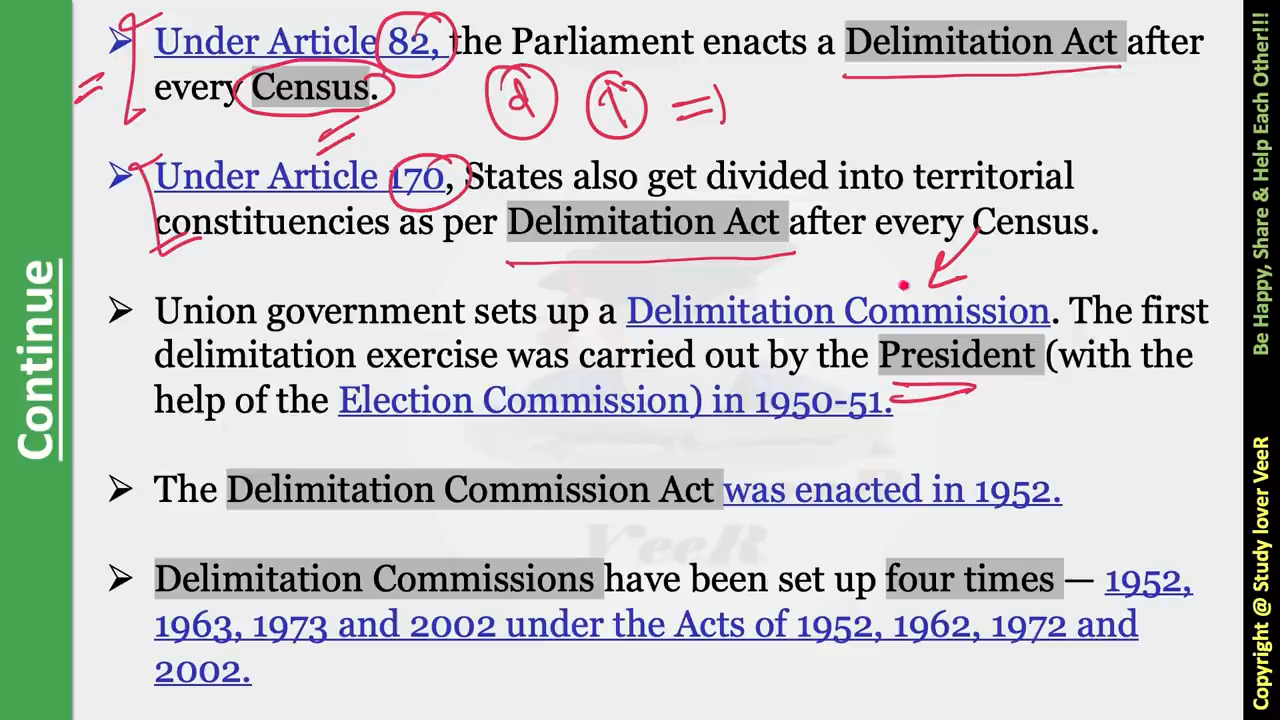 Under Article 82, the Parliament enacts a Delimitation Act after
every Census.
Under Article 170, States also get divided into territorial
constituencies as per Delimitation Act after every Census.
Union government sets up a Delimitation Commission. The first
delimitation exercise was carried out by the President (with the
help of the Election Commission) in 1950-51.
The Delimitation Commission Act was enacted in 1952.
Delimitation Commissions have been set up four times — 1952,
1963, 1973 and 2002 under the Acts of 1952, 1962, 1972 and
2002.
Continue
VeeR
Be Happy, Share & Help Each Other!!!
Copyright @ Study lover VeeR